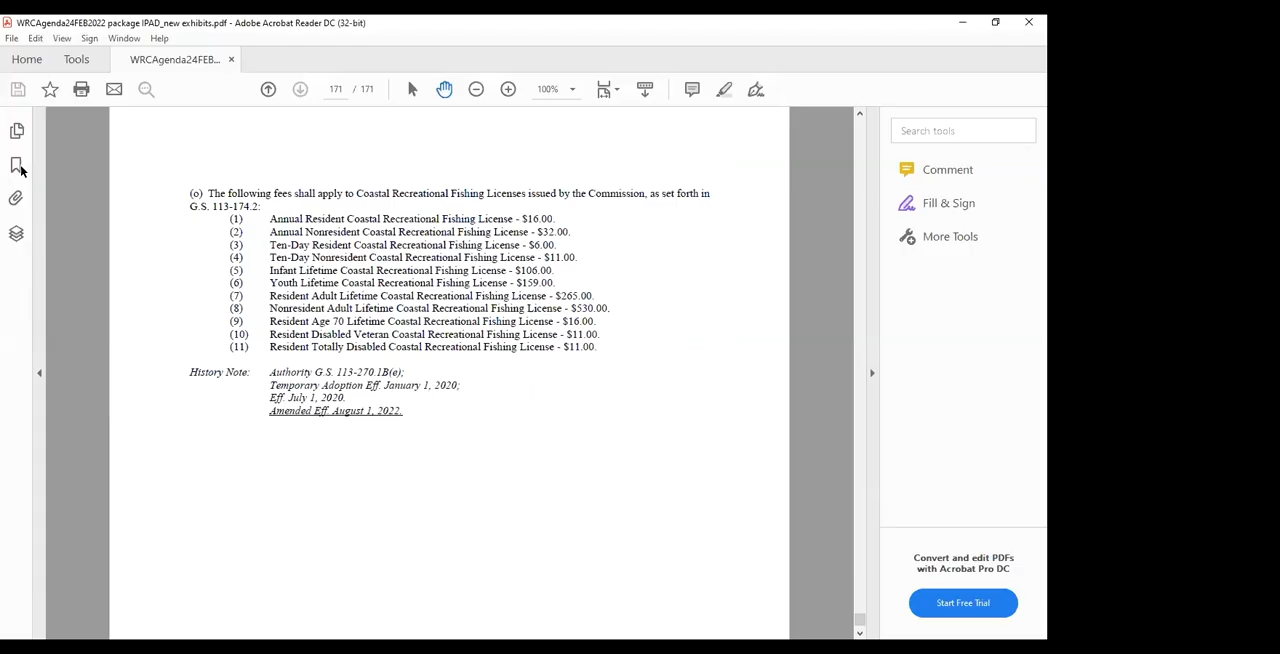 WRCAgenda24FEB2022 package IPAD_new exhibits.pdf - Adobe Acrobat Reader DC (32-bit)
File Edit View Sign Window Help
Home Tools WRCAgenda24FEB... ×
171 / 171 100%
Search tools
Comment
Fill & Sign
More Tools
(o) The following fees shall apply to Coastal Recreational Fishing Licenses issued by the Commission, as set forth in
G.S. 113-174.2:
(1) Annual Resident Coastal Recreational Fishing License - $16.00.
(2) Annual Nonresident Coastal Recreational Fishing License - $32.00.
(3) Ten-Day Resident Coastal Recreational Fishing License - $6.00.
(4) Ten-Day Nonresident Coastal Recreational Fishing License - $11.00.
(5) Infant Lifetime Coastal Recreational Fishing License - $106.00.
(6) Youth Lifetime Coastal Recreational Fishing License - $159.00.
(7) Resident Adult Lifetime Coastal Recreational Fishing License - $265.00.
(8) Nonresident Adult Lifetime Coastal Recreational Fishing License - $530.00.
(9) Resident Age 70 Lifetime Coastal Recreational Fishing License - $16.00.
(10) Resident Disabled Veteran Coastal Recreational Fishing License - $11.00.
(11) Resident Totally Disabled Coastal Recreational Fishing License - $11.00.
History Note: Authority G.S. 113-270.1B(e);
Temporary Adoption Eff. January 1, 2020;
Eff. July 1, 2020.
Amended Eff. August 1, 2022.
Convert and edit PDFs
with Acrobat Pro DC
Start Free Trial